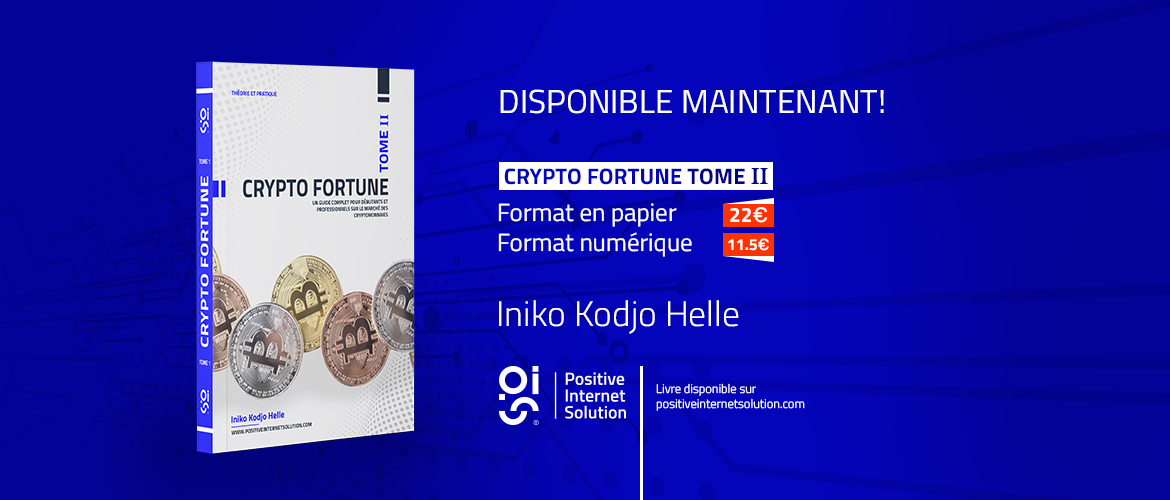 THÉORIE ET PRATIQUE
TOME II
CRYPTO FORTUNE
UN GUIDE COMPLET POUR DÉBUTANTS ET
PROFESSIONNELS SUR LE MARCHÉ DES
CRYPTOMONNAIES
Iniko Kodjo Helle
WWW.POSITIVEINTERNETSOLUTION.COM
TOME 1
CRYPTO FORTUNE
TOME 1
DISPONIBLE MAINTENANT!
CRYPTO FORTUNE TOME II
Format en papier 22€
Format numérique 11.5€
Iniko Kodjo Helle
Positive
Internet
Solution
Livre disponible sur
positiveinternetsolution.com